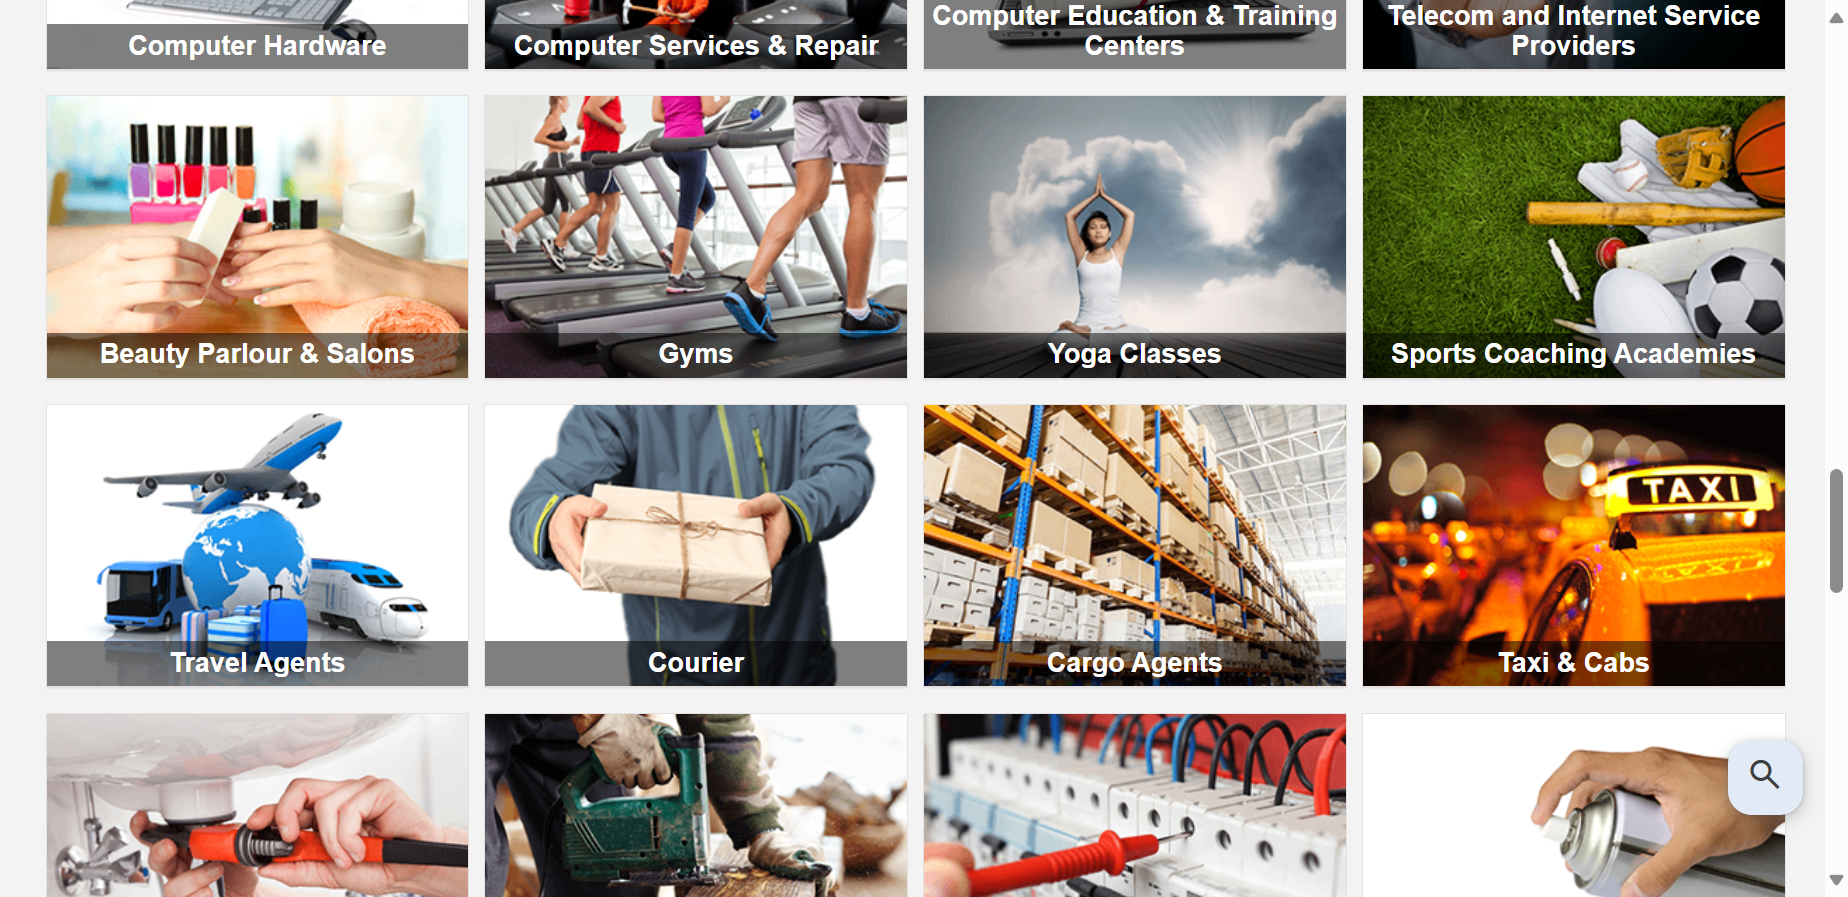 Computer Hardware
Computer Services & Repair
Computer Education & Training
Centers
Telecom and Internet Service
Providers
Beauty Parlour & Salons
Gyms
Yoga Classes
Sports Coaching Academies
TAXI
Travel Agents
Courier
Cargo Agents
Taxi & Cabs